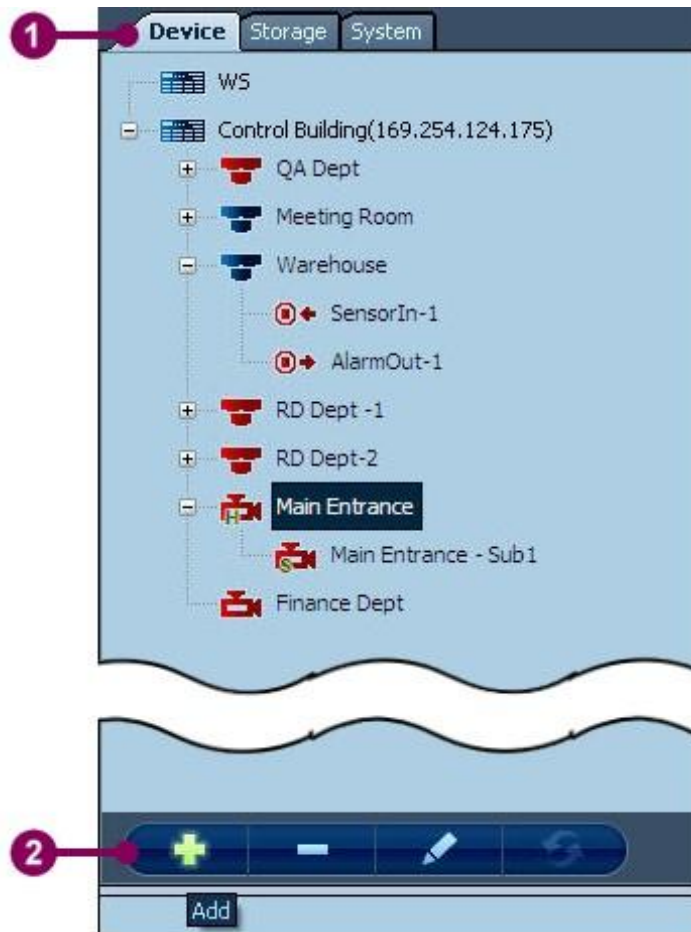 1
Device Storage System
WS
Control Building(169.254.124.175)
QA Dept
Meeting Room
Warehouse
SensorIn-1
AlarmOut-1
RD Dept -1
RD Dept-2
H Main Entrance
S Main Entrance - Sub1
Finance Dept
2
Add